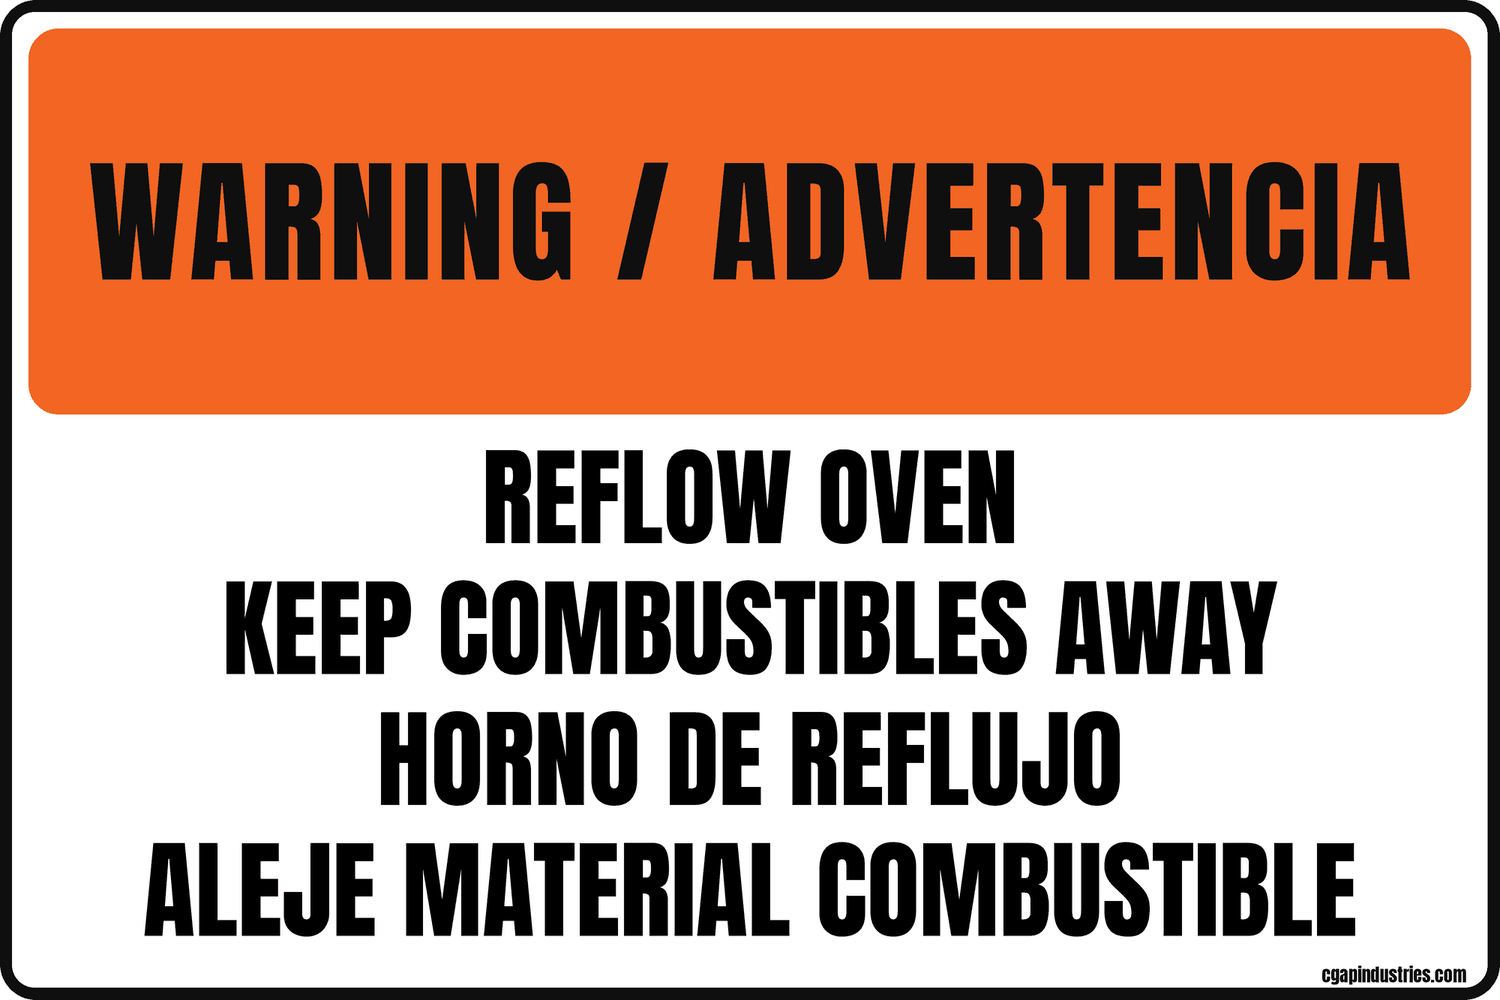 WARNING / ADVERTENCIA
REFLOW OVEN
KEEP COMBUSTIBLES AWAY
HORNO DE REFLUJO
ALEJE MATERIAL COMBUSTIBLE
cgapindustries.com